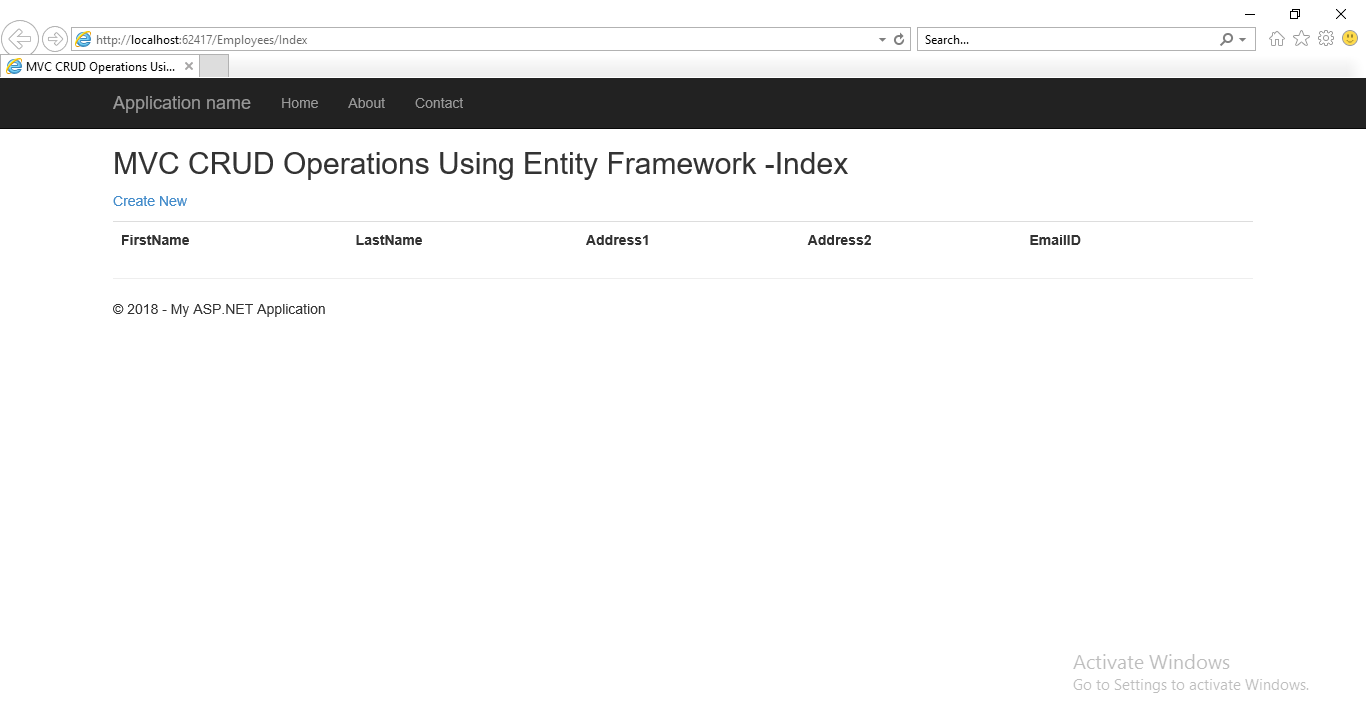 http://localhost:62417/Employees/Index
Search...
MVC CRUD Operations Usi...
Application name Home About Contact
MVC CRUD Operations Using Entity Framework -Index
Create New
FirstName LastName Address1 Address2 EmailID
© 2018 - My ASP.NET Application
Activate Windows
Go to Settings to activate Windows.